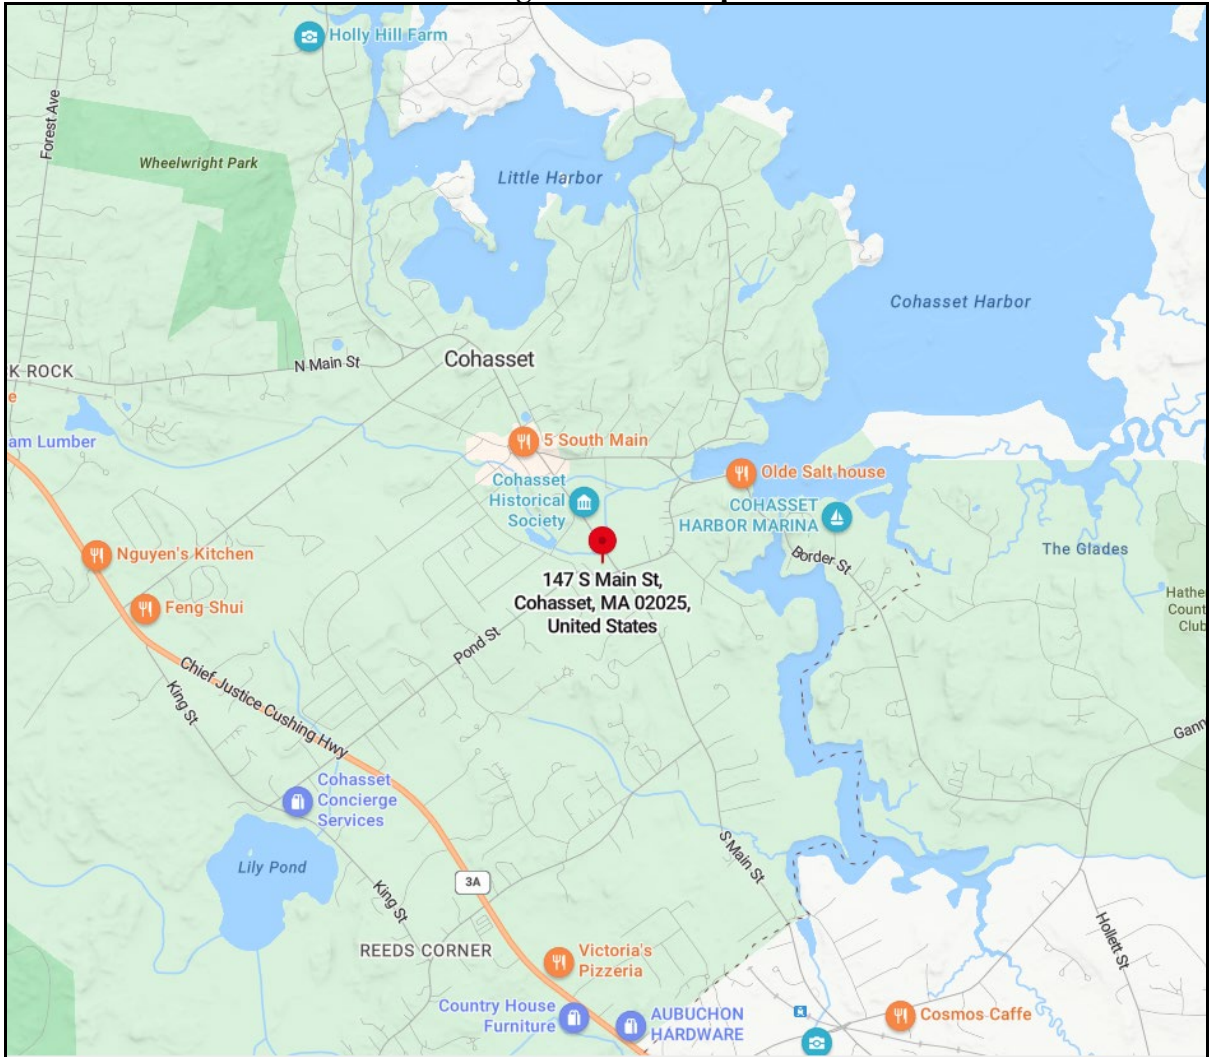 Holly Hill Farm
Forest Ave
Wheelwright Park
Little Harbor
Cohasset Harbor
N Main St
Cohasset
K ROCK
e
am Lumber
5 South Main
Olde Salt house
Cohasset
Historical
Society
COHASSET
HARBOR MARINA
Border St
The Glades
Nguyen's Kitchen
147 S Main St,
Cohasset, MA 02025,
United States
Hathe
Count
Club
Feng Shui
Pond St
Chief Justice Cushing Hwy
King St
Gann
Cohasset
Concierge
Services
Lily Pond
S Main St
3A
King St
Hollett St
REEDS CORNER
Victoria's
Pizzeria
Country House
Furniture
AUBUCHON
HARDWARE
Cosmos Caffe